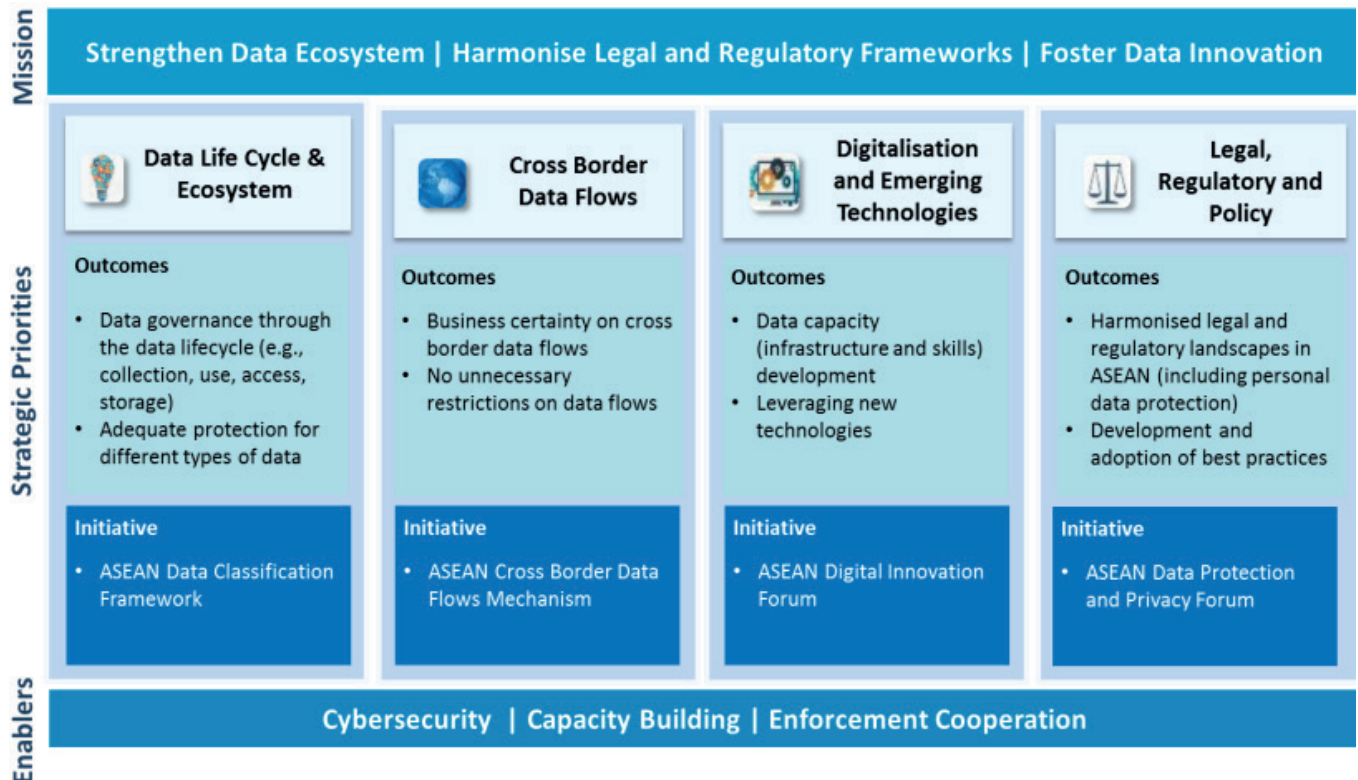 Mission
Strengthen Data Ecosystem | Harmonise Legal and Regulatory Frameworks | Foster Data Innovation
Strategic Priorities
Data Life Cycle &
Ecosystem
Outcomes
• Data governance through
the data lifecycle (e.g.,
collection, use, access,
storage)
• Adequate protection for
different types of data
Initiative
• ASEAN Data Classification
Framework
Cross Border
Data Flows
Outcomes
• Business certainty on cross
border data flows
• No unnecessary
restrictions on data flows
Initiative
• ASEAN Cross Border Data
Flows Mechanism
Digitalisation
and Emerging
Technologies
Outcomes
• Data capacity
(infrastructure and skills)
development
• Leveraging new
technologies
Initiative
• ASEAN Digital Innovation
Forum
Legal,
Regulatory and
Policy
Outcomes
• Harmonised legal and
regulatory landscapes in
ASEAN (including personal
data protection)
• Development and
adoption of best practices
Initiative
• ASEAN Data Protection
and Privacy Forum
Enablers
Cybersecurity | Capacity Building | Enforcement Cooperation